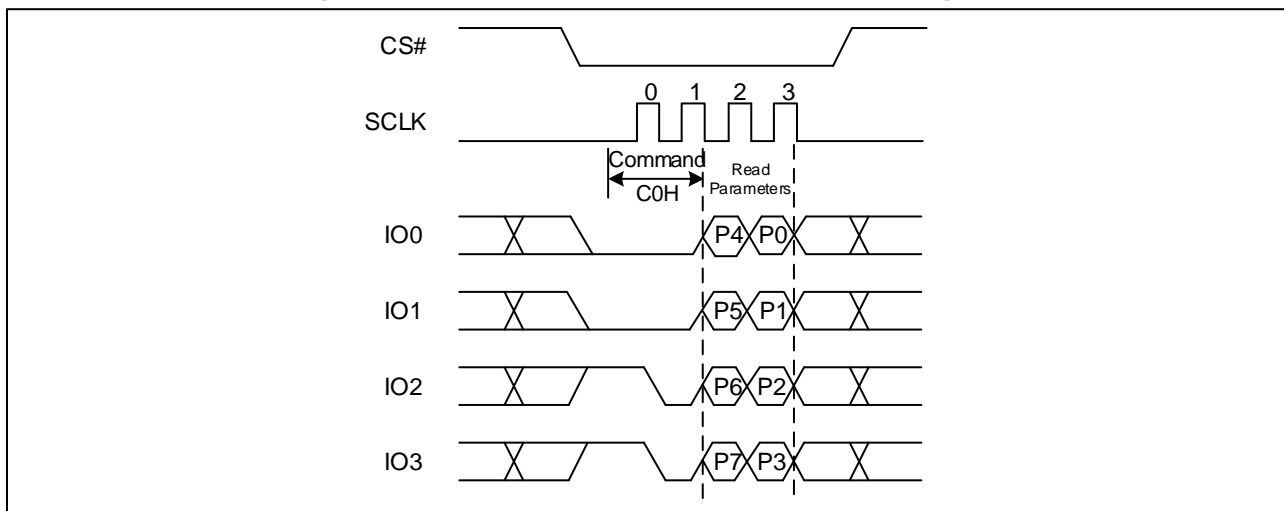 CS#
0 1 2 3
SCLK
Command
C0H
Read
Parameters
IO0
P4 P0
IO1
P5 P1
IO2
P6 P2
IO3
P7 P3